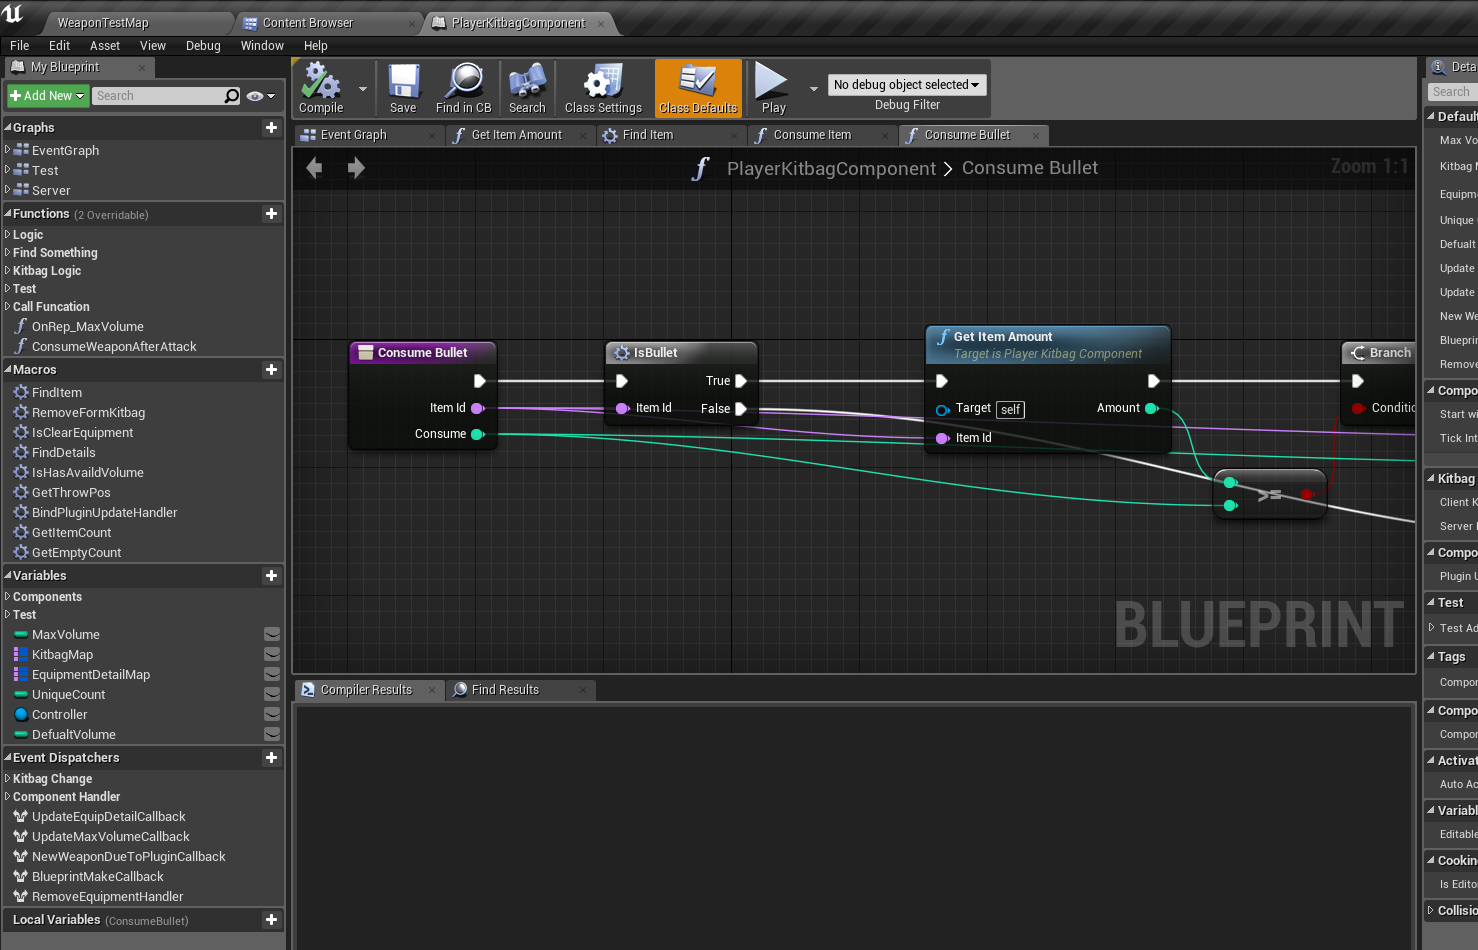 WeaponTestMap
Content Browser
PlayerKitbagComponent
File Edit Asset View Debug Window Help
My Blueprint
Add New
Search
Graphs
EventGraph
Test
Server
Functions (2 Overridable)
Logic
Find Something
Kitbag Logic
Test
Call Funcation
OnRep_MaxVolume
ConsumeWeaponAfterAttack
Macros
FindItem
RemoveFormKitbag
IsClearEquipment
FindDetails
IsHasAvaildVolume
GetThrowPos
BindPluginUpdateHandler
GetItemCount
GetEmptyCount
Variables
Components
Test
MaxVolume
KitbagMap
EquipmentDetailMap
UniqueCount
Controller
DefualtVolume
Event Dispatchers
Kitbag Change
Component Handler
UpdateEquipDetailCallback
UpdateMaxVolumeCallback
NewWeaponDueToPluginCallback
BlueprintMakeCallback
RemoveEquipmentHandler
Local Variables (ConsumeBullet)
Compile
Save
Find in CB
Search
Class Settings
Class Defaults
Play
No debug object selected
Debug Filter
Event Graph
Get Item Amount
Find Item
Consume Item
Consume Bullet
PlayerKitbagComponent > Consume Bullet
Zoom 1:1
Consume Bullet
Item Id
Consume
IsBullet
True
Item Id
False
Get Item Amount
Target is Player Kitbag Component
Target self
Amount
Item Id
Branch
Conditio
>=
BLUEPRINT
Compiler Results
Find Results
Deta
Search
Default
Max Vo
Kitbag M
Equipm
Unique
Defualt
Update
Update
New We
Blueprin
Remove
Compo
Start wi
Tick Int
Kitbag
Client K
Server
Compo
Plugin U
Test
Test Ad
Tags
Compor
Compo
Compor
Activat
Auto Ac
Variabl
Editable
Cookin
Is Edito
Collisio